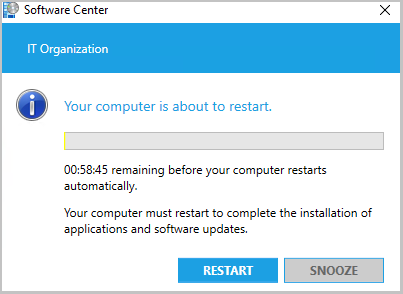 Software Center
IT Organization
Your computer is about to restart.
00:58:45 remaining before your computer restarts
automatically.
Your computer must restart to complete the installation of
applications and software updates.
RESTART
SNOOZE